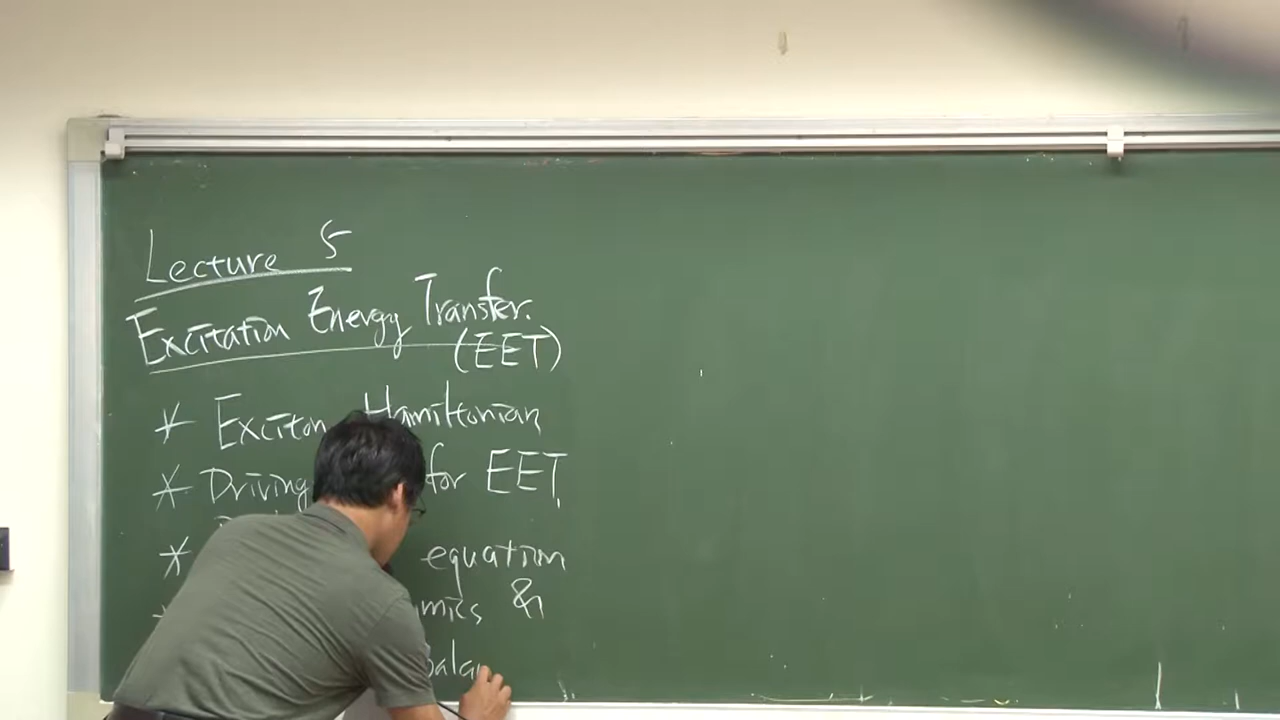 Lecture 5
Excitation Energy Transfer.
(EET)
* Exciton Hamiltonian
* Driving for EET
* equation
* mics &
bala